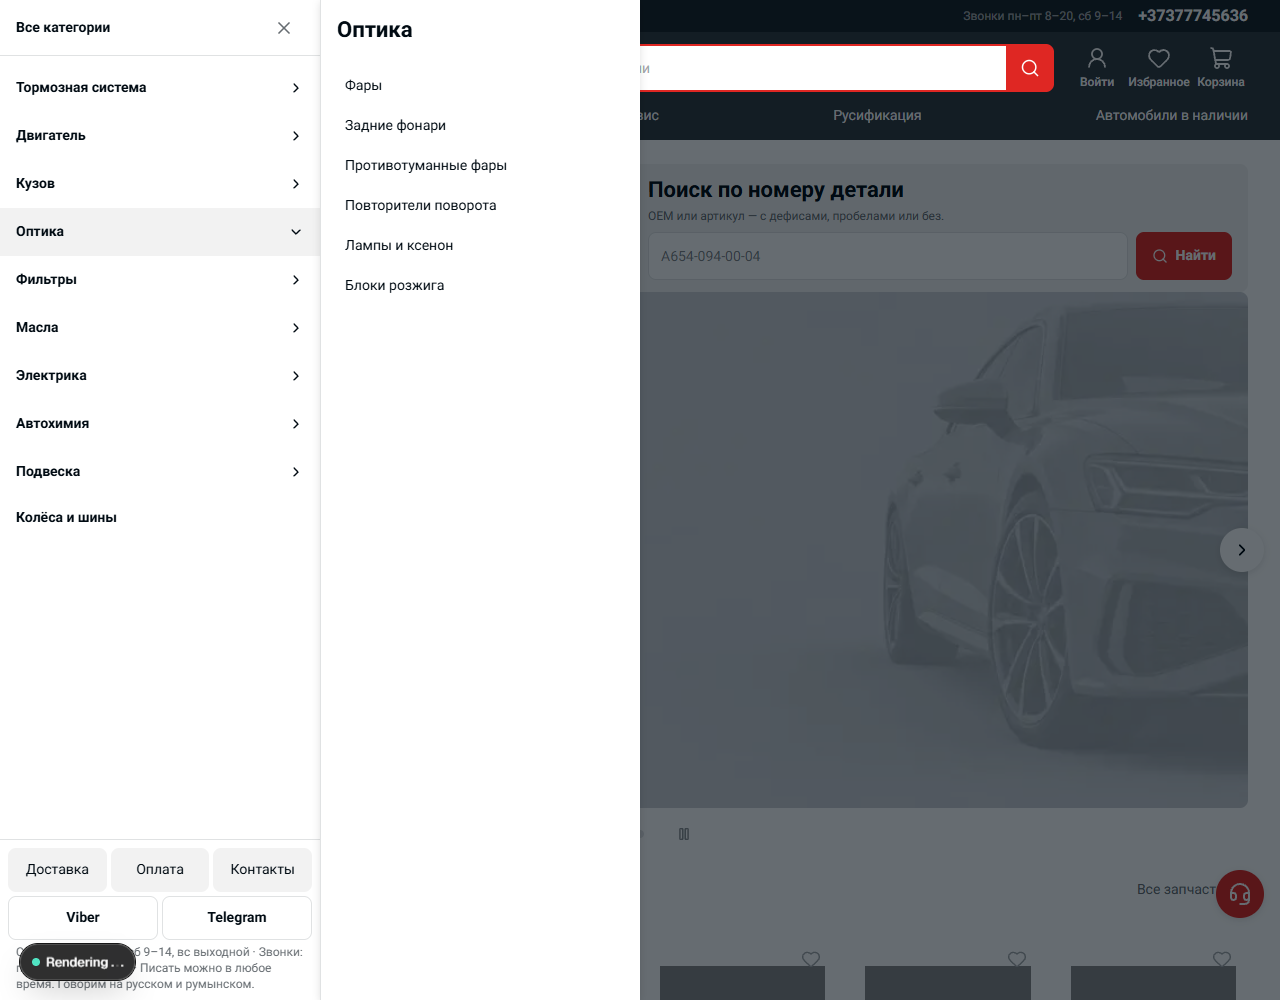 Все категории
Тормозная система
Двигатель
Кузов
Оптика
Фильтры
Масла
Электрика
Автохимия
Подвеска
Колёса и шины
Доставка
Оплата
Контакты
Viber
Telegram
б 9–14, вс выходной · Звонки:
Писать можно в любое
время. Говорим на русском и румынском.
Rendering...
Оптика
Фары
Задние фонари
Противотуманные фары
Повторители поворота
Лампы и ксенон
Блоки розжига
Звонки пн–пт 8–20, сб 9–14
+37377745636
Войти
Избранное
Корзина
Русификация
Автомобили в наличии
Поиск по номеру детали
OEM или артикул — с дефисами, пробелами или без.
A654-094-00-04
Найти
Все запчаст